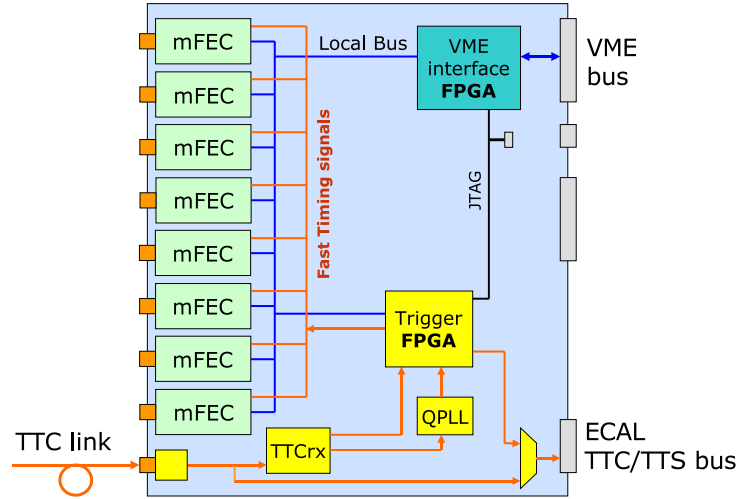 mFEC
mFEC
mFEC
mFEC
mFEC
mFEC
mFEC
mFEC
Local Bus
VME
interface
FPGA
VME
bus
Fast Timing signals
JTAG
Trigger
FPGA
QPLL
TTCrx
TTC link
ECAL
TTC/TTS bus